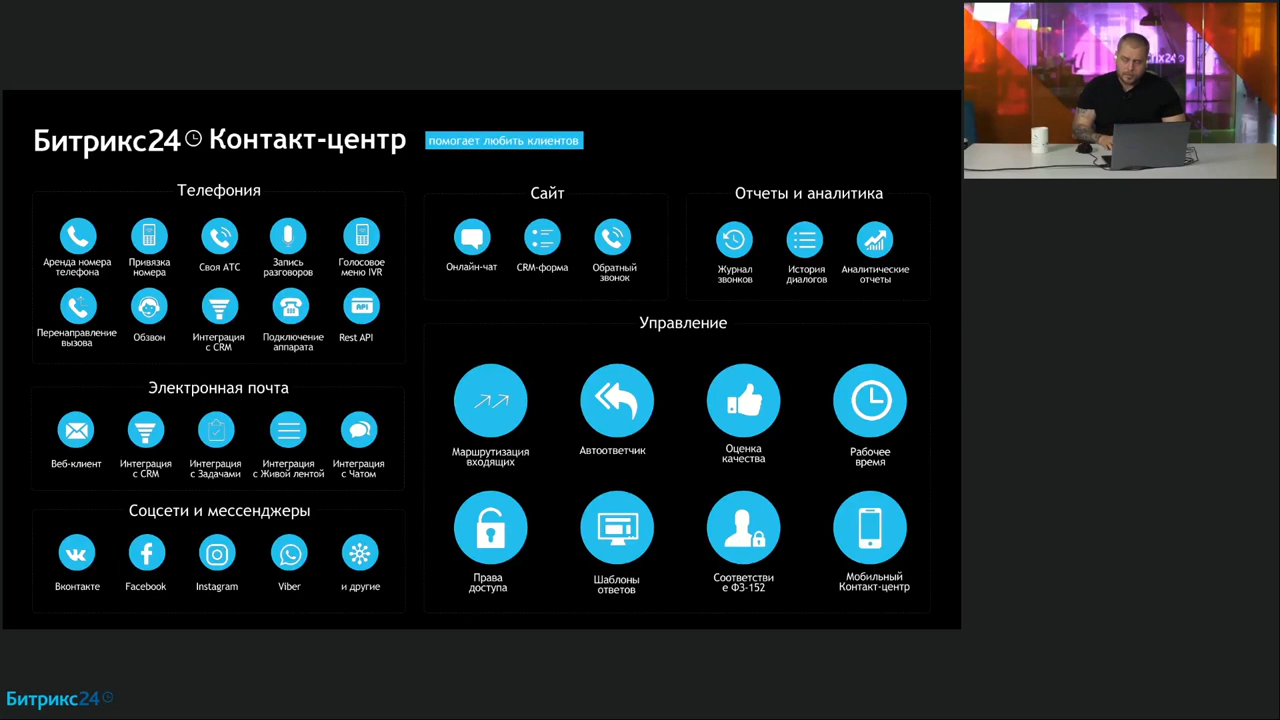 Битрикс24 Контакт-центр
помогает любить клиентов
Телефония
Аренда номера
телефона
Привязка
номера
Своя АТС
Запись
разговоров
Голосовое
меню IVR
Перенаправление
вызова
Обзвон
Интеграция
с CRM
Подключение
аппарата
API
Rest API
Электронная почта
Веб-клиент
Интеграция
с CRM
Интеграция
с Задачами
Интеграция
с Живой лентой
Интеграция
с Чатом
Соцсети и мессенджеры
Вконтакте
Facebook
Instagram
Viber
и другие
Сайт
Онлайн-чат
CRM-форма
Обратный
звонок
Отчеты и аналитика
Журнал
звонков
История
диалогов
Аналитические
отчеты
Управление
Маршрутизация
входящих
Автоответчик
Оценка
качества
Рабочее
время
Права
доступа
Шаблоны
ответов
Соответстви
е ФЗ-152
Мобильный
Контакт-центр
Битрикс24